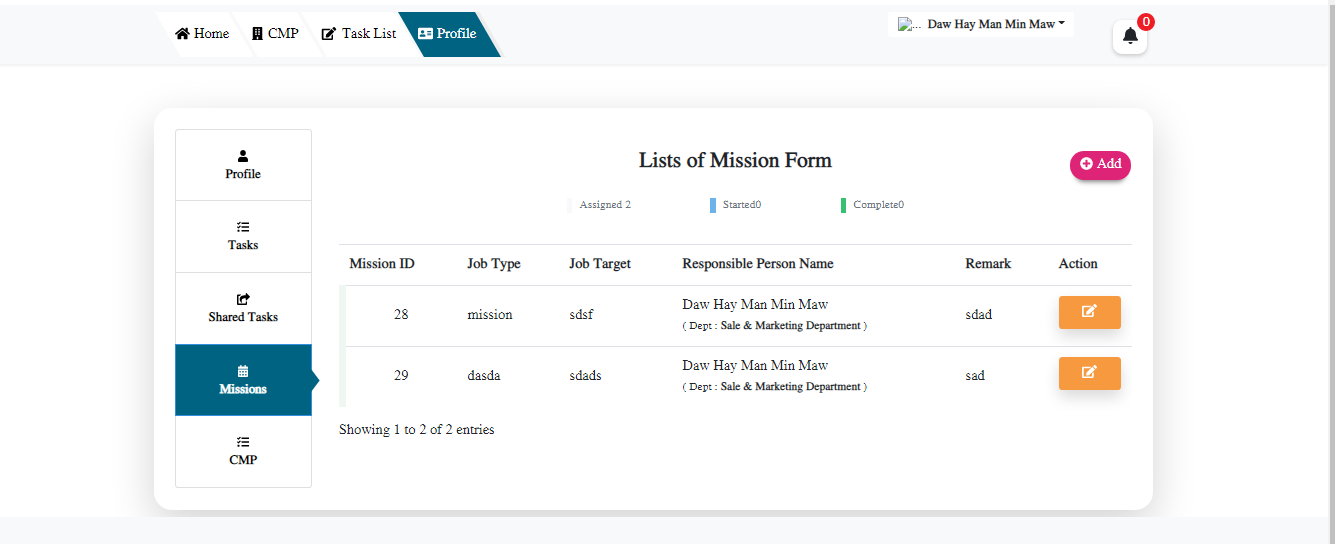 Home CMP Task List Profile ... Daw Hay Man Min Maw 0
Profile
Tasks
Shared Tasks
Missions
CMP
Lists of Mission Form
Add
Assigned 2 Started0 Complete0
Mission ID Job Type Job Target Responsible Person Name Remark Action
28 mission sdsf Daw Hay Man Min Maw sdad
( Dept : Sale & Marketing Department )
29 dasda sdads Daw Hay Man Min Maw sad
( Dept : Sale & Marketing Department )
Showing 1 to 2 of 2 entries